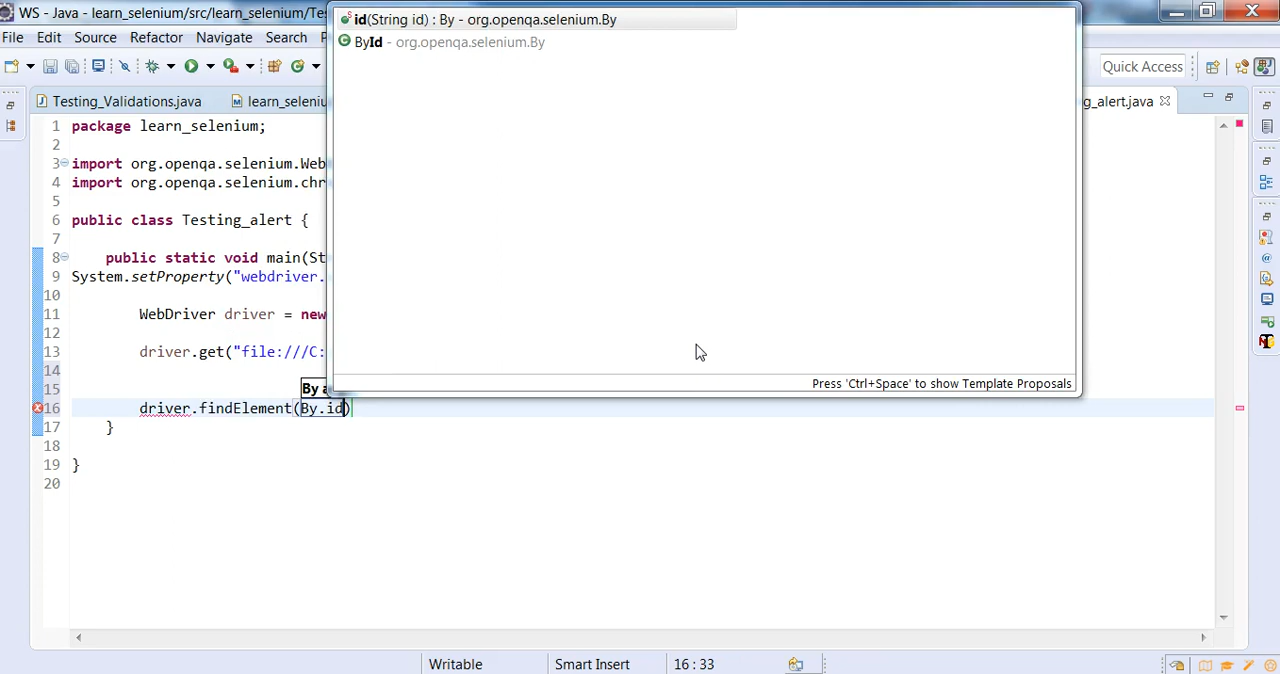 WS - Java - learn_selenium/src/learn_selenium/Tes
File Edit Source Refactor Navigate Search
id(String id) : By - org.openqa.selenium.By
ById - org.openqa.selenium.By
Press 'Ctrl+Space' to show Template Proposals
Quick Access
Testing_Validations.java
learn_seleniu
g_alert.java
1 package learn_selenium;
2
3 import org.openqa.selenium.Web
4 import org.openqa.selenium.chr
5
6 public class Testing_alert {
7
8 public static void main(St
9 System.setProperty("webdriver.
10
11 WebDriver driver = new
12
13 driver.get("file:///C:
14
15
By a
16 driver.findElement(By.id)
17 }
18
19 }
20
Writable
Smart Insert
16 : 33